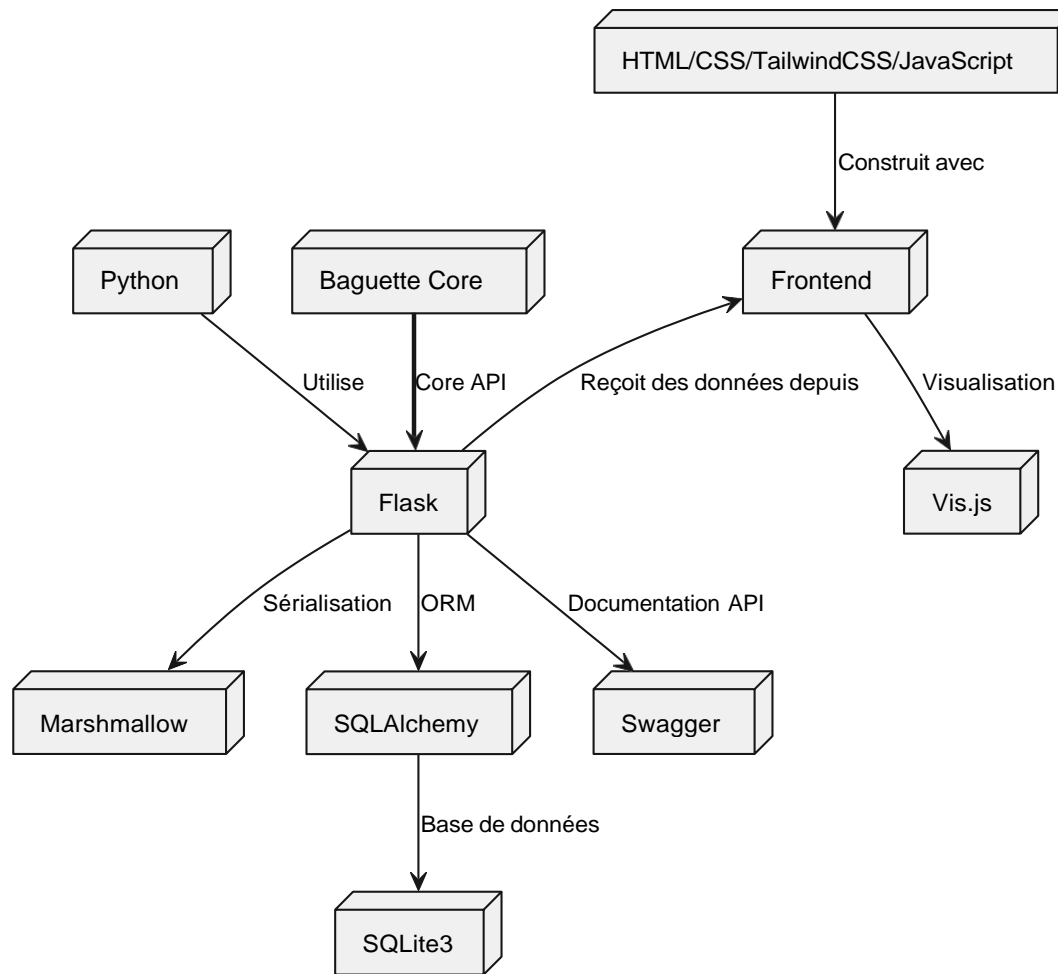 HTML/CSS/TailwindCSS/JavaScript
Construit avec
Python
Baguette Core
Frontend
Utilise
Core API
Reçoit des données depuis
Visualisation
Flask
Vis.js
Sérialisation
ORM
Documentation API
Marshmallow
SQLAlchemy
Swagger
Base de données
SQLite3